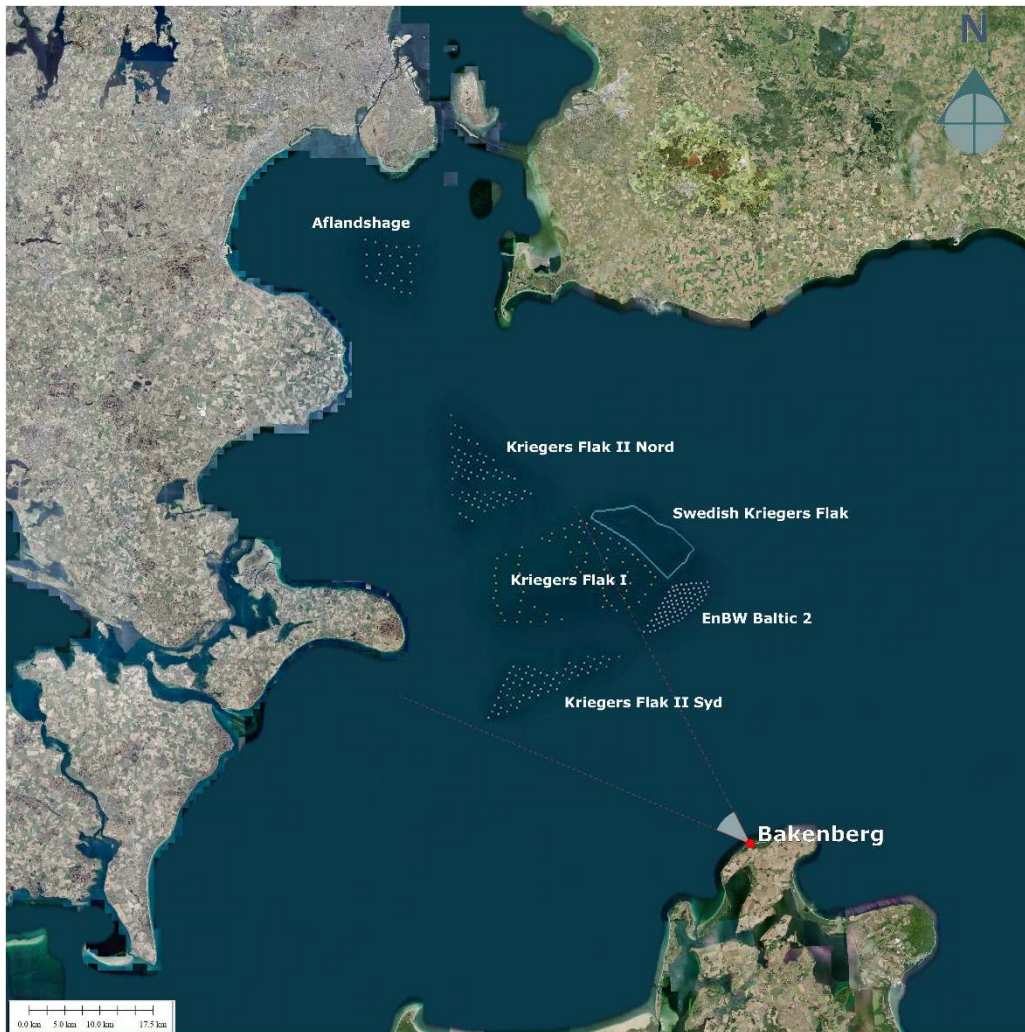 N
Aflandshage
Kriegers Flak II Nord
Swedish Kriegers Flak
Kriegers Flak I
EnBW Baltic 2
Kriegers Flak II Syd
Bakenberg
0.0 km 5.0 km 10.0 km 17.5 km